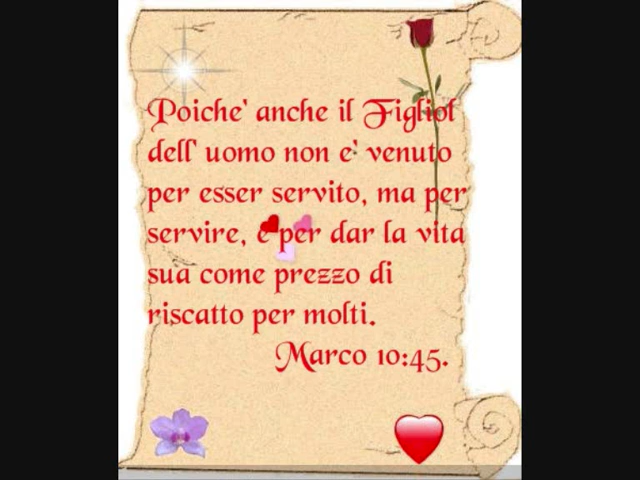 Poiche' anche il Figliol
dell' uomo non e' venuto
per esser servito, ma per
servire, e per dar la vita
sua come prezzo di
riscatto per molti.
Marco 10:45.